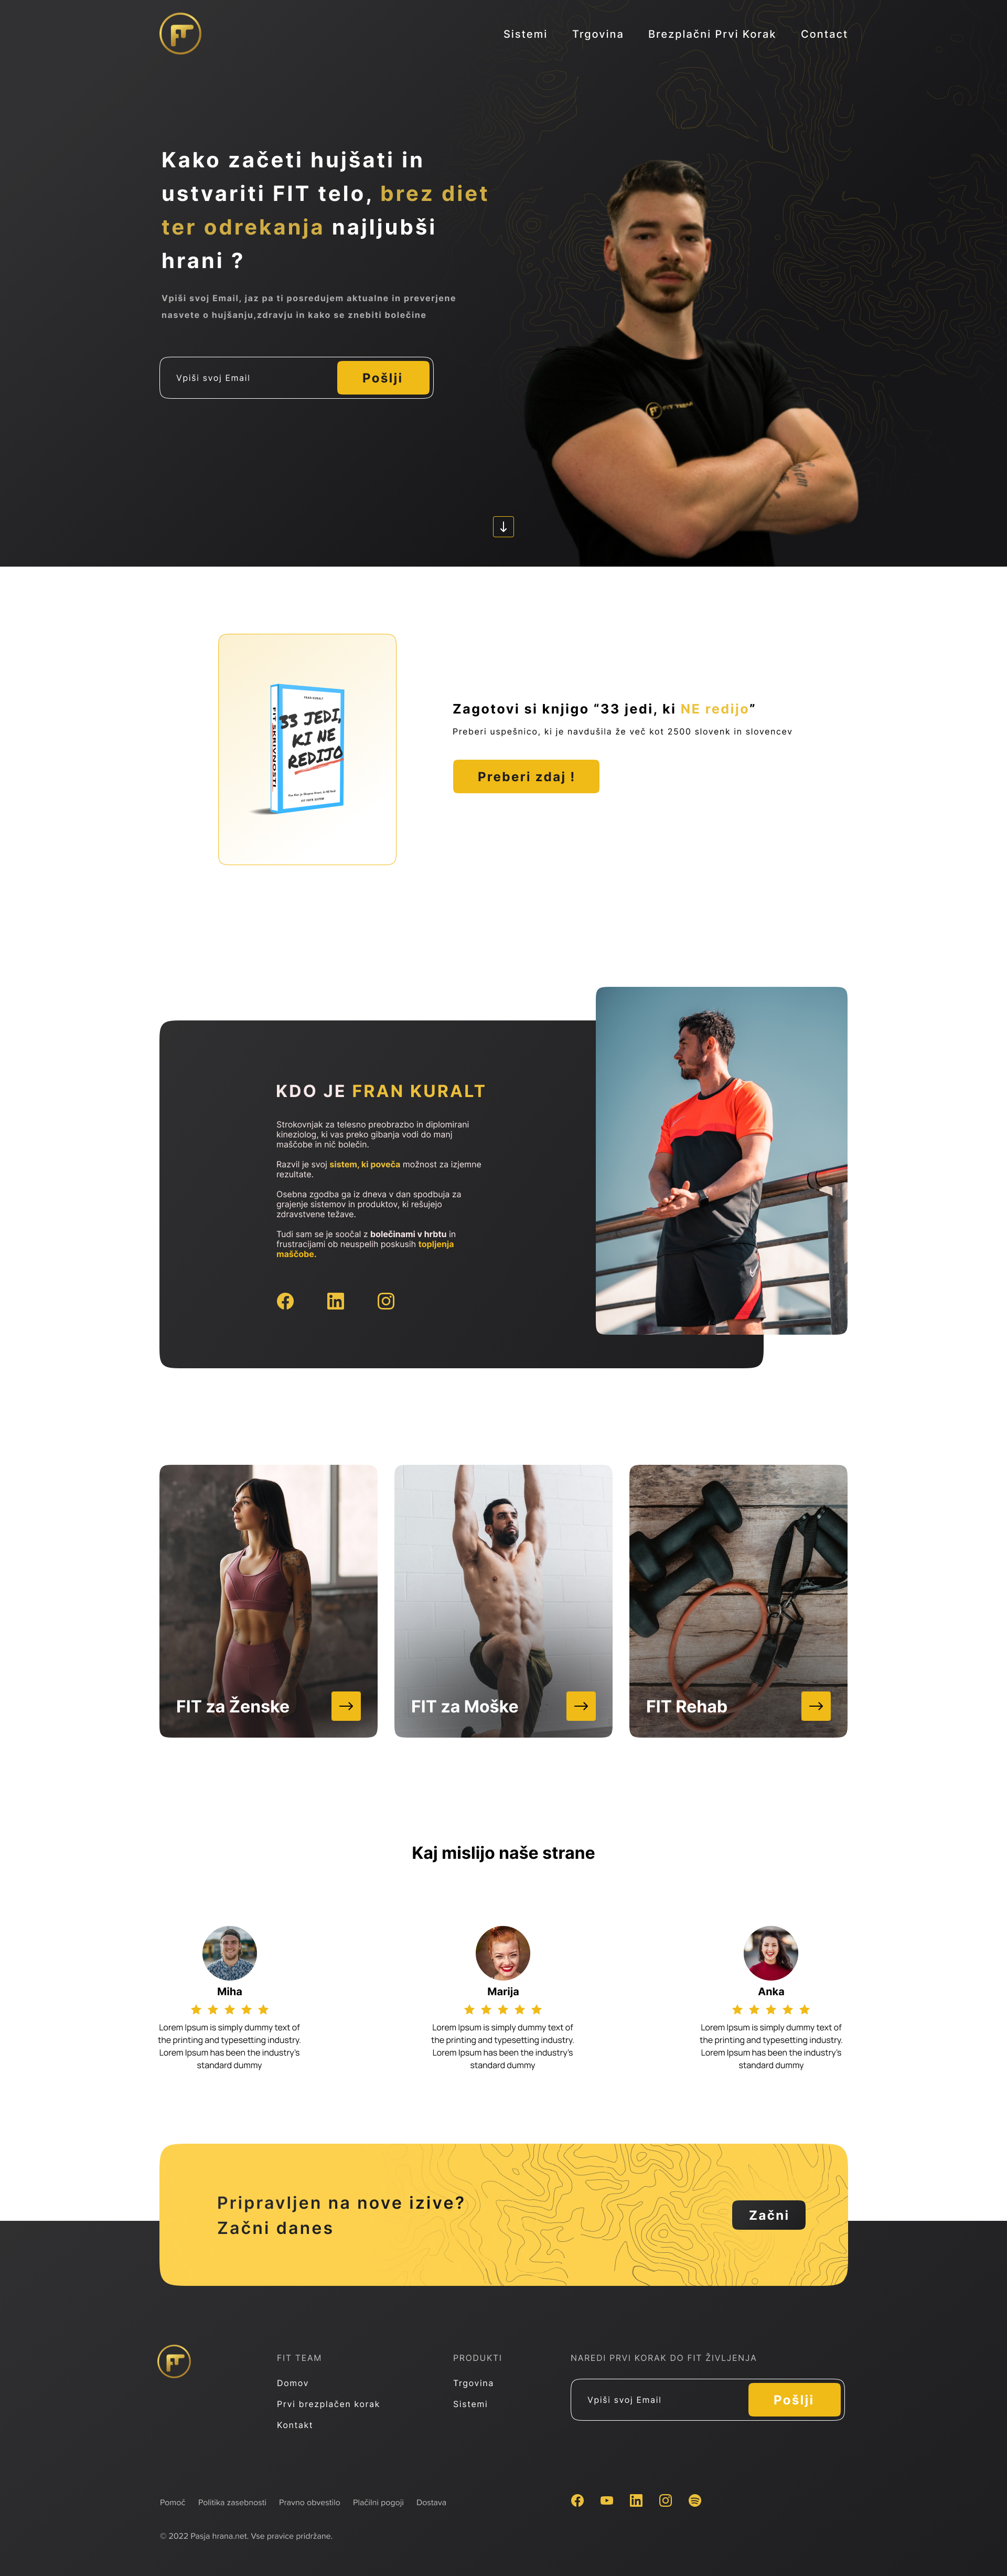 FT
Sistemi Trgovina Brezplačni Prvi Korak Contact
Kako začeti hujšati in
ustvariti FIT telo, brez diet
ter odrekanja najljubši
hrani ?
Vpiši svoj Email, jaz pa ti posredujem aktualne in preverjene
nasvete o hujšanju,zdravju in kako se znebiti bolečine
Vpiši svoj Email Pošlji
FIT TEAM
FRAN KURALT
FIT SKRIVNOSTI
33 JEDI,
KI NE
REDIJO
Zagotovi si knjigo “33 jedi, ki NE redijo”
Preberi uspešnico, ki je navdušila že več kot 2500 slovenk in slovencev
Preberi zdaj !
KDO JE FRAN KURALT
Strokovnjak za telesno preobrazbo in diplomirani
kineziolog, ki vas preko gibanja vodi do manj
maščobe in nič bolečin.
Razvil je svoj sistem, ki poveča možnost za izjemne
rezultate.
Osebna zgodba ga iz dneva v dan spodbuja za
grajenje sistemov in produktov, ki rešujejo
zdravstvene težave.
Tudi sam se je soočal z bolečinami v hrbtu in
frustracijami ob neuspelih poskusih topljenja
maščobe.
FIT za Ženske
FIT za Moške
FIT Rehab
Kaj mislijo naše strane
Miha
Lorem Ipsum is simply dummy text of
the printing and typesetting industry.
Lorem Ipsum has been the industry's
standard dummy
Marija
Lorem Ipsum is simply dummy text of
the printing and typesetting industry.
Lorem Ipsum has been the industry's
standard dummy
Anka
Lorem Ipsum is simply dummy text of
the printing and typesetting industry.
Lorem Ipsum has been the industry's
standard dummy
Pripravljen na nove izive?
Začni danes
Začni
FT
FIT TEAM
Domov
Prvi brezplačen korak
Kontakt
PRODUKTI
Trgovina
Sistemi
NAREDI PRVI KORAK DO FIT ŽIVLJENJA
Vpiši svoj Email Pošlji
Pomoč Politika zasebnosti Pravno obvestilo Plačilni pogoji Dostava
© 2022 Pasja hrana.net. Vse pravice pridržane.